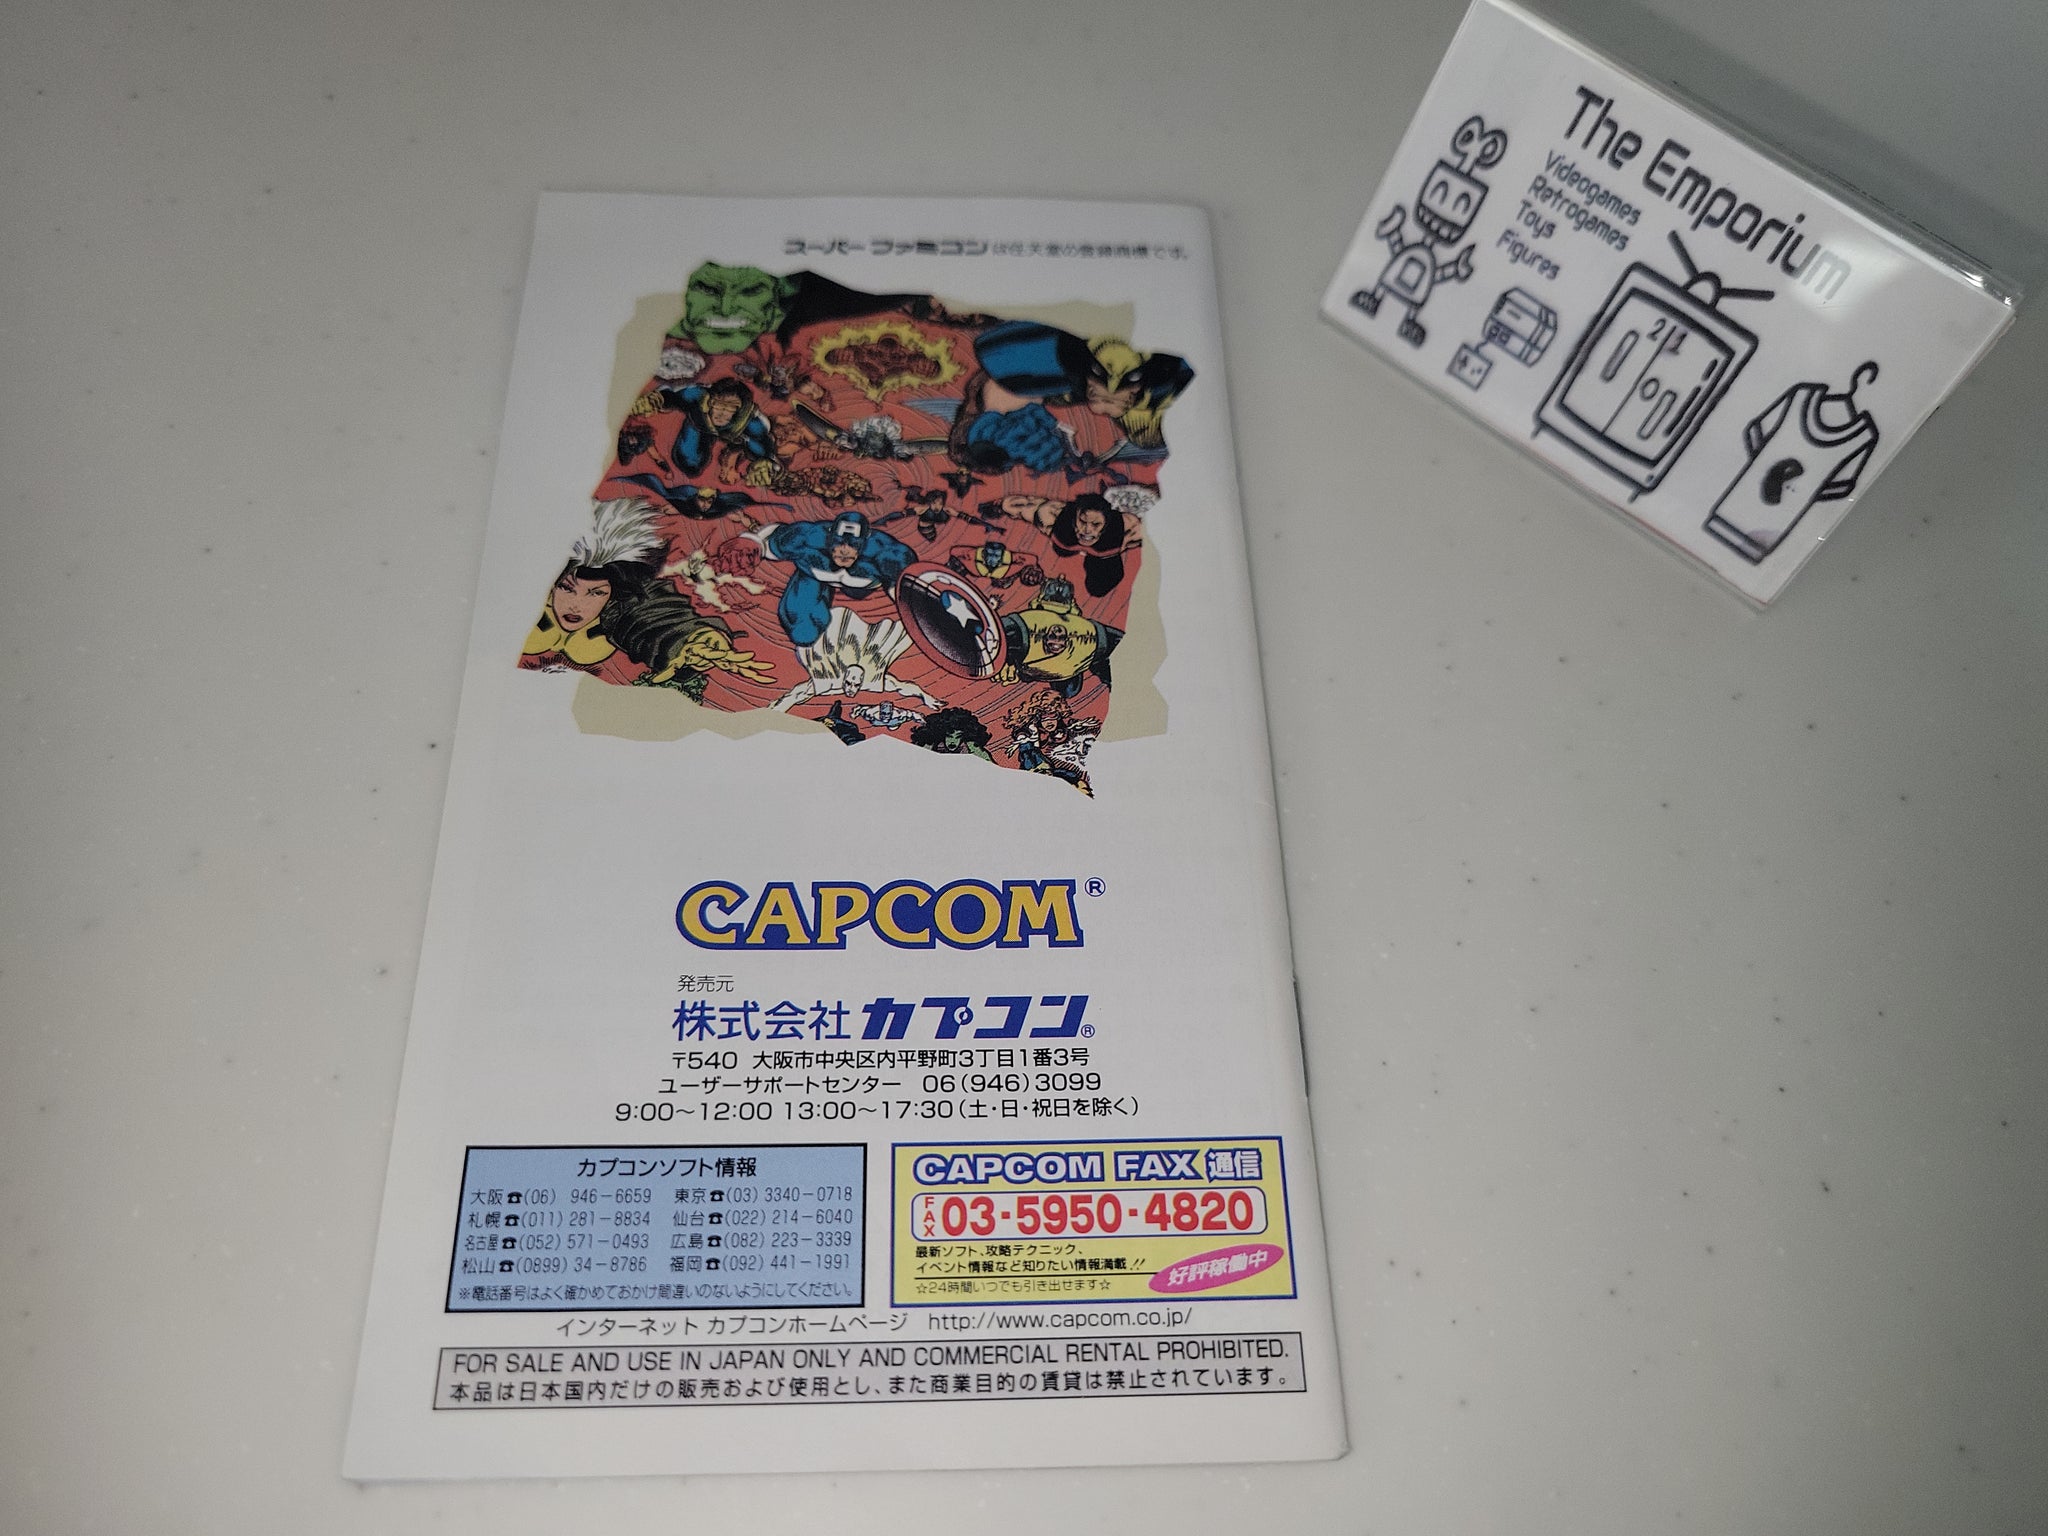 スーパーファミコンは任天堂の登録商標です。
CAPCOM®
発売元
株式会社カプコン®
〒540 大阪市中央区内平野町3丁目1番3号
ユーザーサポートセンター 06(946)3099
9:00〜12:00 13:00〜17:30(土・日・祝日を除く)
カプコンソフト情報
大阪☎(06) 946-6659 東京☎(03) 3340-0718
札幌☎(011) 281-8834 仙台☎(022) 214-6040
名古屋☎(052) 571-0493 広島☎(082) 223-3339
松山☎(0899) 34-8786 福岡☎(092) 441-1991
※電話番号はよく確かめておかけ間違いのないようにしてください。
CAPCOM FAX 通信
FAX 03-5950-4820
最新ソフト、攻略テクニック、
イベント情報など知りたい情報満載!!
☆24時間いつでも引き出せます☆
好評稼働中
インターネット カプコンホームページ http://www.capcom.co.jp/
FOR SALE AND USE IN JAPAN ONLY AND COMMERCIAL RENTAL PROHIBITED.
本品は日本国内だけの販売および使用とし、また商業目的の賃貸は禁止されています。
The Emporium
Videogames
Retrogames
Toys
Figures